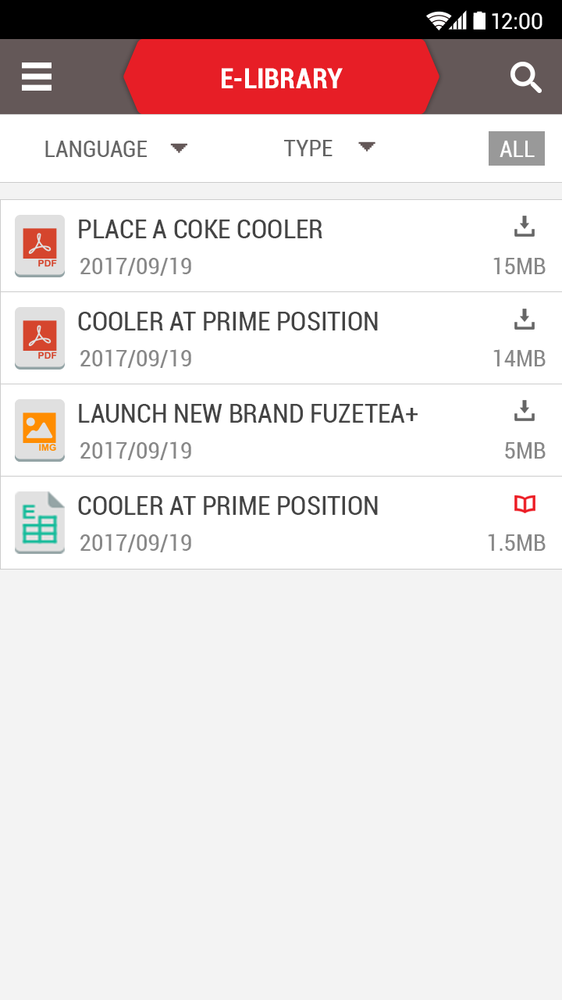 12:00
E-LIBRARY
LANGUAGE TYPE ALL
PLACE A COKE COOLER
PDF
2017/09/19 15MB
COOLER AT PRIME POSITION
PDF
2017/09/19 14MB
LAUNCH NEW BRAND FUZETEA+
IMG
2017/09/19 5MB
COOLER AT PRIME POSITION
E
2017/09/19 1.5MB